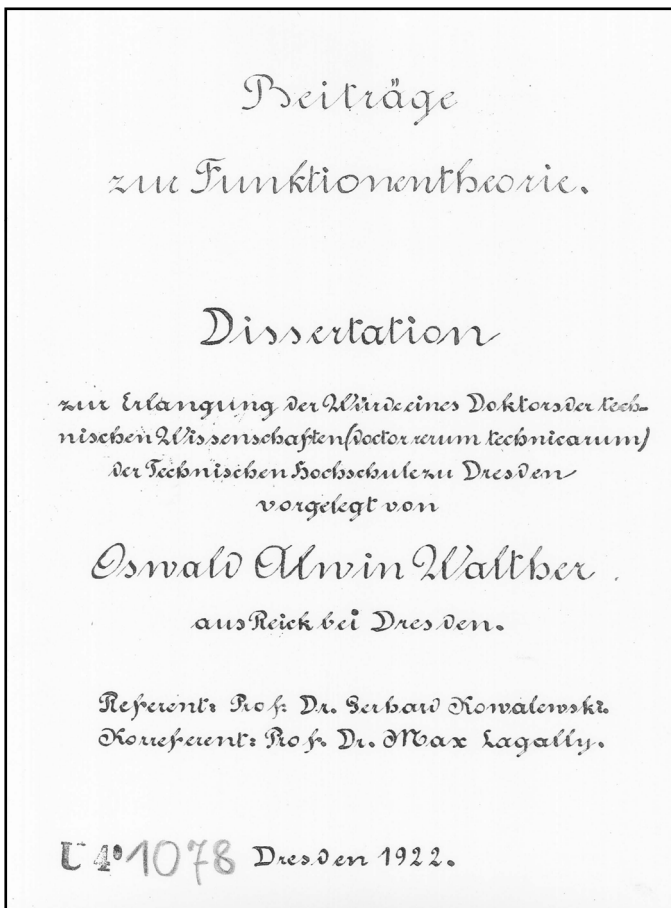 Beiträge
zur Funktionentheorie.
Dissertation
zur Erlangung der Würde eines Doktors der tech-
nischen Wissenschaften (doctor rerum technicarum)
der Technischen Hochschule zu Dresden
vorgelegt von
Oswald Alwin Walther
aus Reick bei Dresden.
Referent: Prof. Dr. Gerhard Kowalewski.
Korreferent: Prof. Dr. Max Lagally.
U 4° 1078 Dresden 1922.